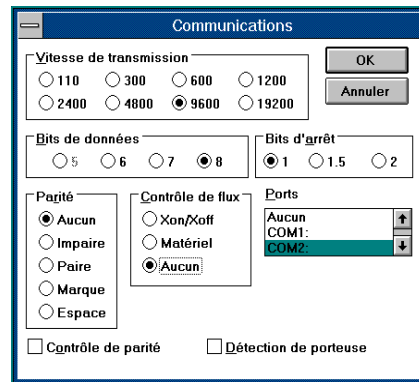 Communications
Vitesse de transmission
110 300 600 1200
2400 4800 9600 19200
OK
Annuler
Bits de données
5 6 7 8
Bits d'arrêt
1 1.5 2
Parité
Aucun
Impaire
Paire
Marque
Espace
Contrôle de flux
Xon/Xoff
Matériel
Aucun
Ports
Aucun
COM1:
COM2:
Contrôle de parité
Détection de porteuse